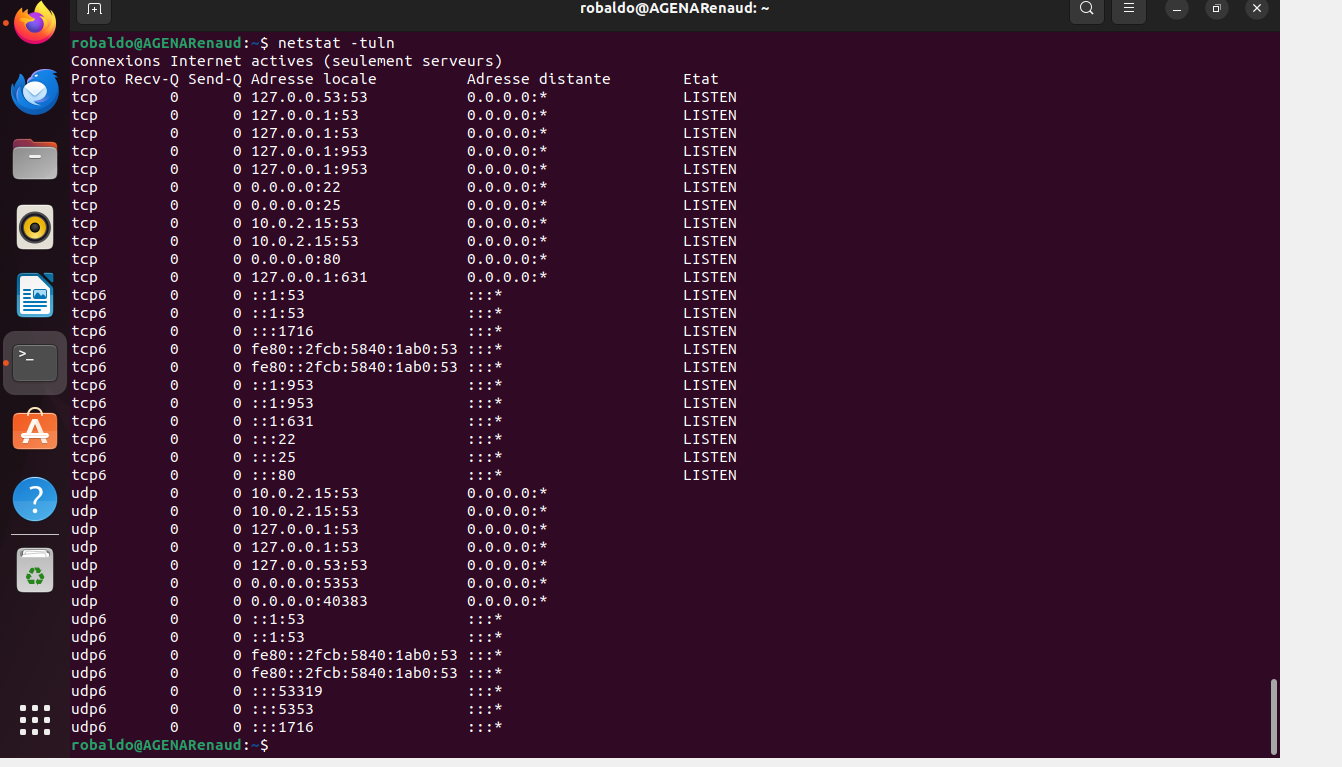 robaldo@AGENARenaud: ~
robaldo@AGENARenaud:~$ netstat -tuln
Connexions Internet actives (seulement serveurs)
Proto Recv-Q Send-Q Adresse locale          Adresse distante        Etat
tcp        0      0 127.0.0.53:53           0.0.0.0:*               LISTEN
tcp        0      0 127.0.0.1:53            0.0.0.0:*               LISTEN
tcp        0      0 127.0.0.1:53            0.0.0.0:*               LISTEN
tcp        0      0 127.0.0.1:953           0.0.0.0:*               LISTEN
tcp        0      0 127.0.0.1:953           0.0.0.0:*               LISTEN
tcp        0      0 0.0.0.0:22              0.0.0.0:*               LISTEN
tcp        0      0 0.0.0.0:25              0.0.0.0:*               LISTEN
tcp        0      0 10.0.2.15:53            0.0.0.0:*               LISTEN
tcp        0      0 10.0.2.15:53            0.0.0.0:*               LISTEN
tcp        0      0 0.0.0.0:80              0.0.0.0:*               LISTEN
tcp        0      0 127.0.0.1:631           0.0.0.0:*               LISTEN
tcp6       0      0 ::1:53                  :::*                    LISTEN
tcp6       0      0 ::1:53                  :::*                    LISTEN
tcp6       0      0 :::1716                 :::*                    LISTEN
tcp6       0      0 fe80::2fcb:5840:1ab0:53 :::*                    LISTEN
tcp6       0      0 fe80::2fcb:5840:1ab0:53 :::*                    LISTEN
tcp6       0      0 ::1:953                 :::*                    LISTEN
tcp6       0      0 ::1:953                 :::*                    LISTEN
tcp6       0      0 ::1:631                 :::*                    LISTEN
tcp6       0      0 :::22                   :::*                    LISTEN
tcp6       0      0 :::25                   :::*                    LISTEN
tcp6       0      0 :::80                   :::*                    LISTEN
udp        0      0 10.0.2.15:53            0.0.0.0:*
udp        0      0 10.0.2.15:53            0.0.0.0:*
udp        0      0 127.0.0.1:53            0.0.0.0:*
udp        0      0 127.0.0.1:53            0.0.0.0:*
udp        0      0 127.0.0.53:53           0.0.0.0:*
udp        0      0 0.0.0.0:5353            0.0.0.0:*
udp        0      0 0.0.0.0:40383           0.0.0.0:*
udp6       0      0 ::1:53                  :::*
udp6       0      0 ::1:53                  :::*
udp6       0      0 fe80::2fcb:5840:1ab0:53 :::*
udp6       0      0 fe80::2fcb:5840:1ab0:53 :::*
udp6       0      0 :::53319                :::*
udp6       0      0 :::5353                 :::*
udp6       0      0 :::1716                 :::*
robaldo@AGENARenaud:~$